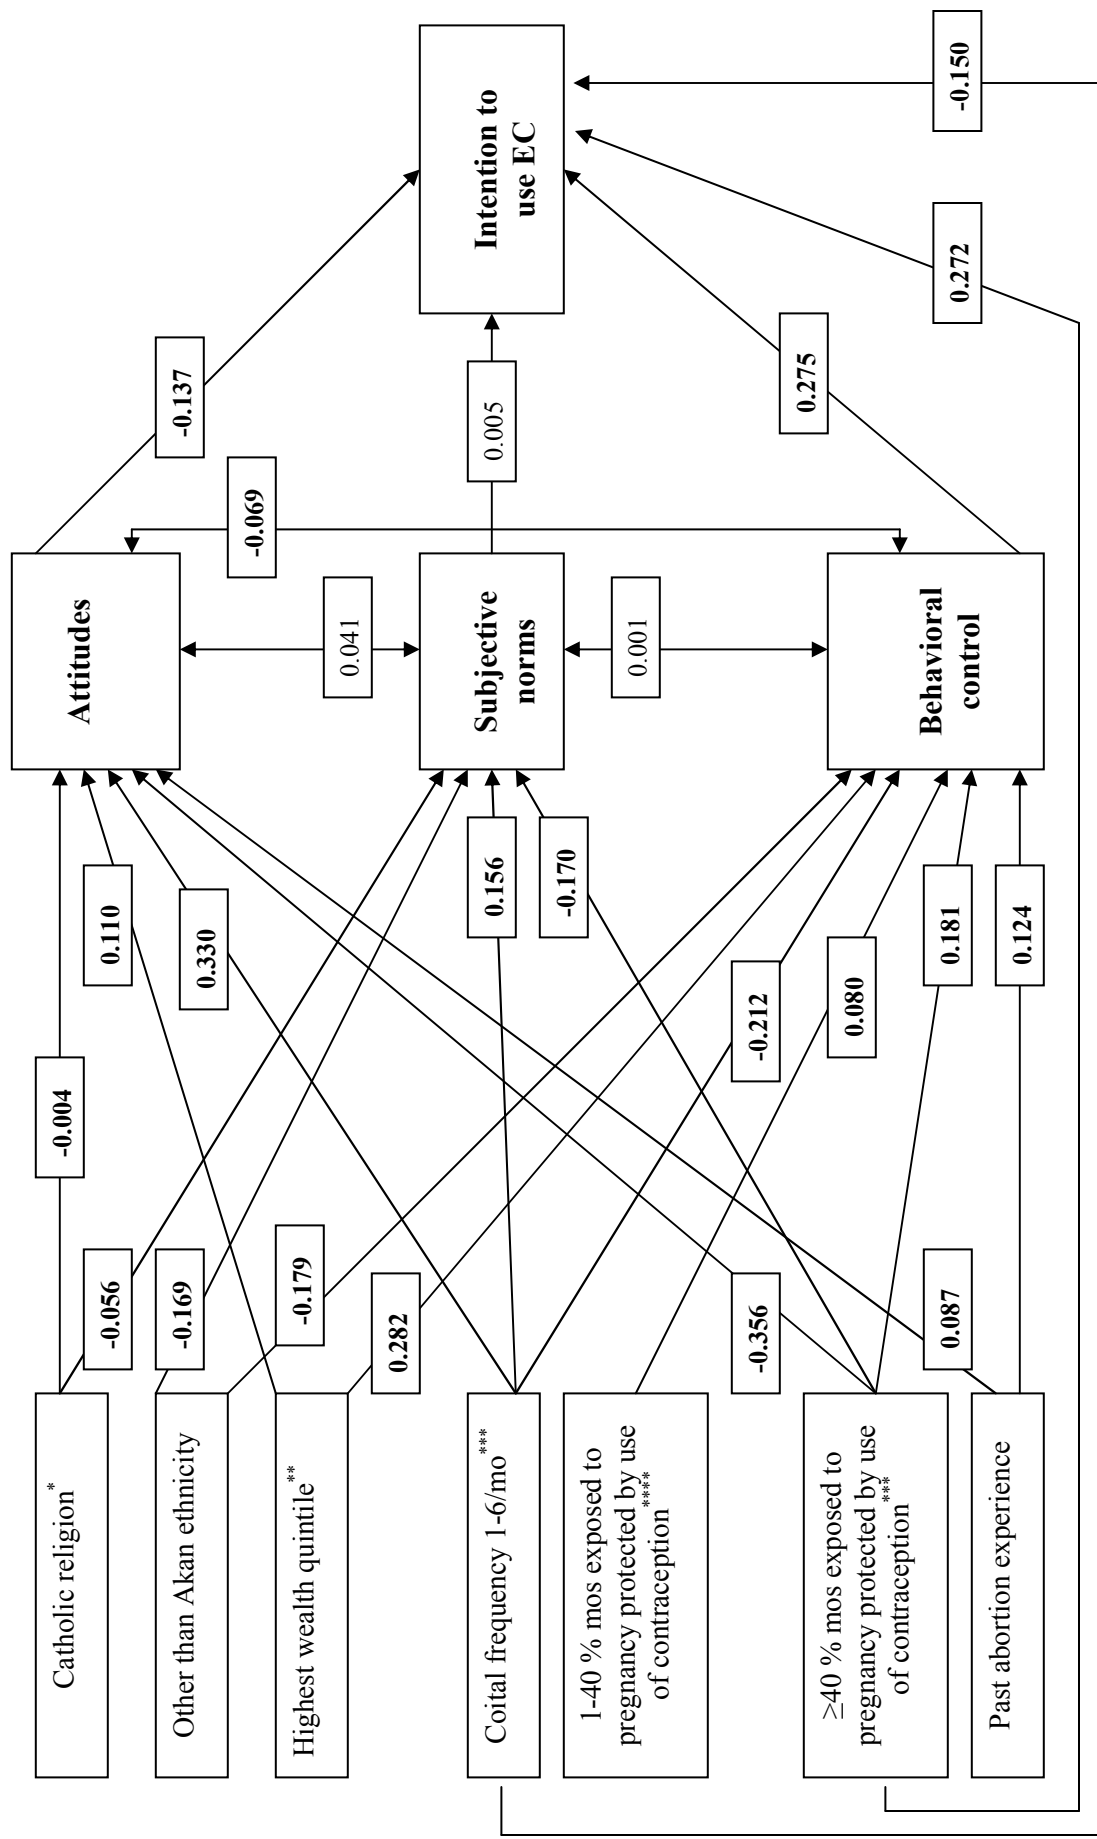 Catholic religion*
Other than Akan ethnicity
Highest wealth quintile**
Coital frequency 1-6/mo***
1-40 % mos exposed to
pregnancy protected by use
of contraception****
≥40 % mos exposed to
pregnancy protected by use
of contraception***
Past abortion experience
-0.004
-0.056
-0.169
0.110
-0.179
0.330
0.282
0.156
-0.170
-0.212
0.080
-0.356
0.181
0.087
0.124
Attitudes
0.041
Subjective
norms
0.001
Behavioral
control
-0.069
-0.137
0.005
0.275
Intention to
use EC
0.272
-0.150